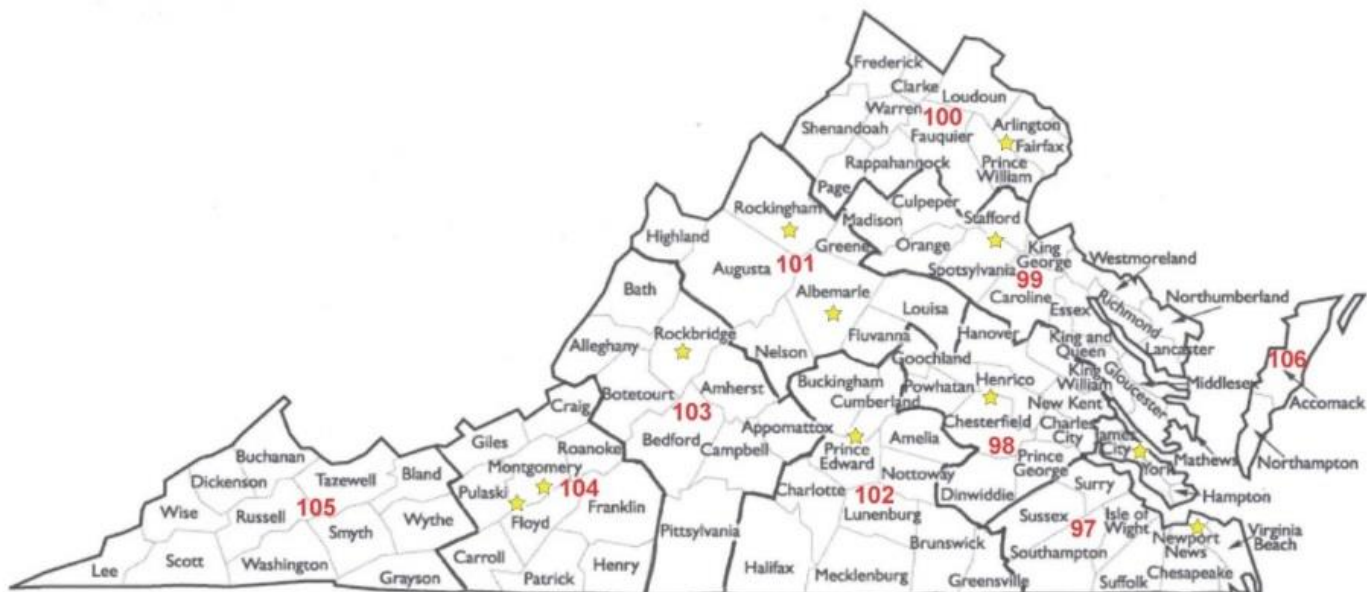 Frederick
Clarke
Loudoun
Warren
100
Shenandoah
Fauquier
Arlington
Fairfax
Rappahannock
Prince
William
Page
Rockingham
Madison
Culpeper
Stafford
Highland
Greene
Orange
King
George
Westmoreland
Augusta
101
Spotsylvania
99
Bath
Albemarle
Caroline
Richmond
Northumberland
Louisa
Essex
Rockbridge
Fluvanna
Hanover
Alleghany
Nelson
Goochland
King and
Queen
Lancaster
106
Buckingham
Powhatan
Henrico
King
William
Gloucester
Middlesex
Botetourt
Amherst
Cumberland
New Kent
Accomack
Craig
103
Appomattox
Chesterfield
Charles
City
James
City
Giles
Roanoke
Bedford
Campbell
Prince
Edward
Amelia
98
Prince
George
York
Mathews
Northampton
Buchanan
Bland
Montgomery
Nottoway
Hampton
Dickenson
Tazewell
Pulaski
104
Charlotte
102
Dinwiddie
Surry
Wise
Russell
105
Wythe
Floyd
Franklin
Lunenburg
Sussex
97
Isle of
Wight
Newport
News
Virginia
Beach
Smyth
Pittsylvania
Brunswick
Southampton
Lee
Scott
Washington
Carroll
Henry
Halifax
Mecklenburg
Greensville
Suffolk
Chesapeake
Grayson
Patrick